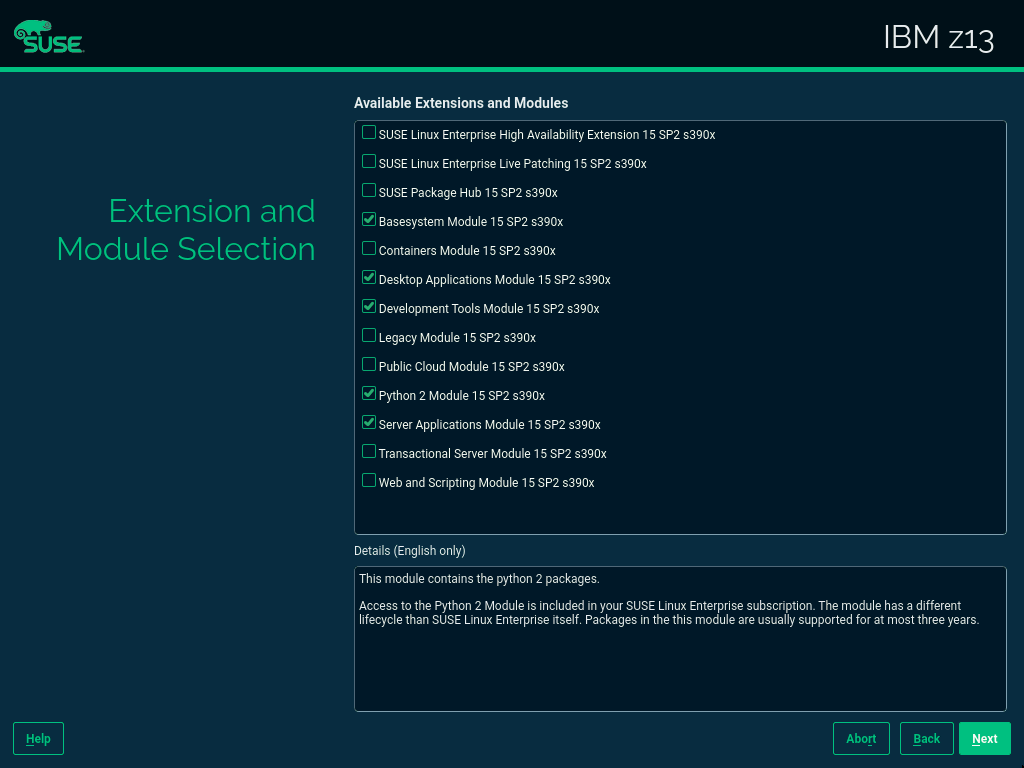 SUSE
IBM z13
Extension and
Module Selection
Available Extensions and Modules
SUSE Linux Enterprise High Availability Extension 15 SP2 s390x
SUSE Linux Enterprise Live Patching 15 SP2 s390x
SUSE Package Hub 15 SP2 s390x
Basesystem Module 15 SP2 s390x
Containers Module 15 SP2 s390x
Desktop Applications Module 15 SP2 s390x
Development Tools Module 15 SP2 s390x
Legacy Module 15 SP2 s390x
Public Cloud Module 15 SP2 s390x
Python 2 Module 15 SP2 s390x
Server Applications Module 15 SP2 s390x
Transactional Server Module 15 SP2 s390x
Web and Scripting Module 15 SP2 s390x
Details (English only)
This module contains the python 2 packages.
Access to the Python 2 Module is included in your SUSE Linux Enterprise subscription. The module has a different
lifecycle than SUSE Linux Enterprise itself. Packages in the this module are usually supported for at most three years.
Help
Abort
Back
Next